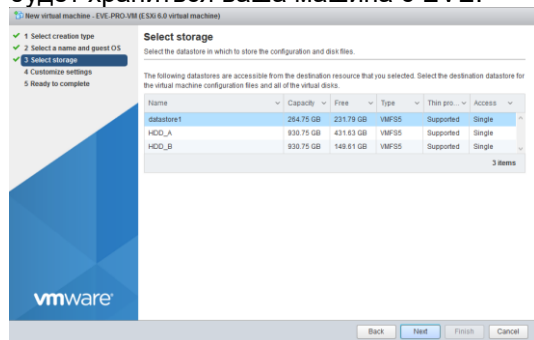 будет храниться ваша машина с EVE.
New virtual machine - EVE-PRO-VM (ESXi 6.0 virtual machine)
1 Select creation type
2 Select a name and guest OS
3 Select storage
4 Customize settings
5 Ready to complete
Select storage
Select the datastore in which to store the configuration and disk files.
The following datastores are accessible from the destination resource that you selected. Select the destination datastore for
the virtual machine configuration files and all of the virtual disks.
Name Capacity Free Type Thin pro... Access
datastore1 264.75 GB 231.79 GB VMFS5 Supported Single
HDD_A 930.75 GB 431.63 GB VMFS5 Supported Single
HDD_B 930.75 GB 149.61 GB VMFS5 Supported Single
3 items
vmware
Back Next Finish Cancel